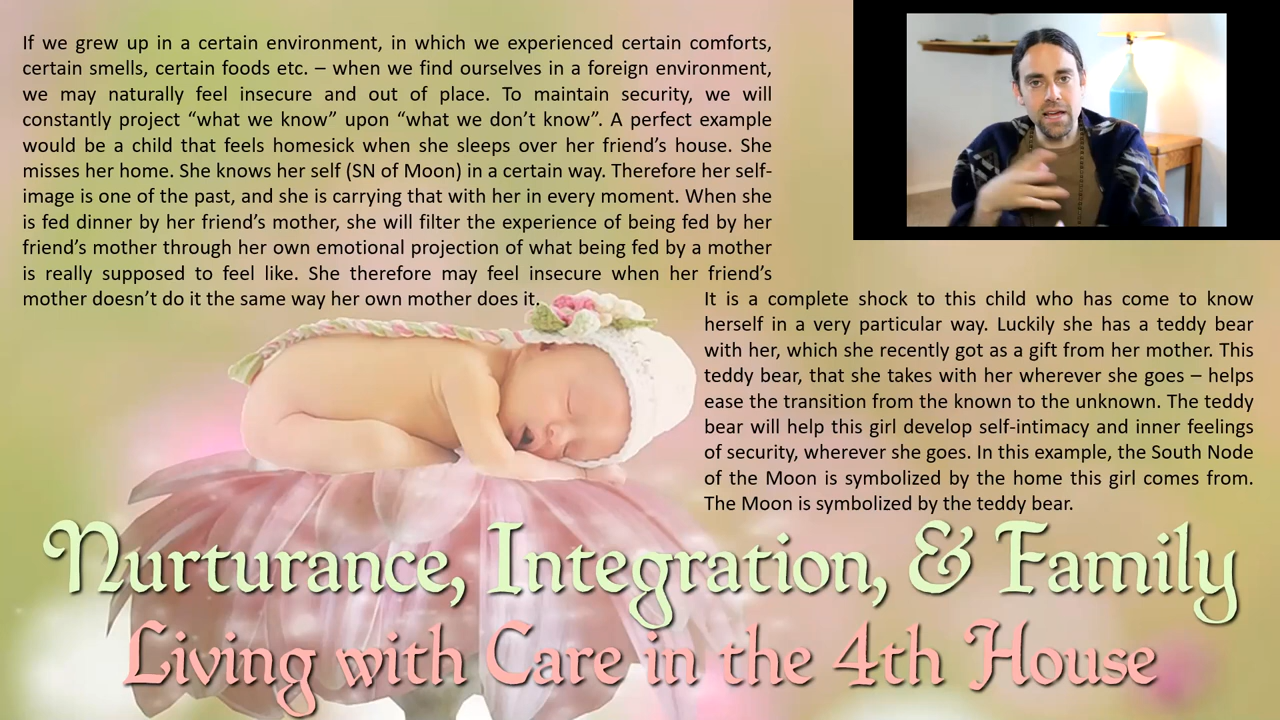 If we grew up in a certain environment, in which we experienced certain comforts,
certain smells, certain foods etc. – when we find ourselves in a foreign environment,
we may naturally feel insecure and out of place. To maintain security, we will
constantly project “what we know” upon “what we don’t know”. A perfect example
would be a child that feels homesick when she sleeps over her friend’s house. She
misses her home. She knows her self (SN of Moon) in a certain way. Therefore her self-
image is one of the past, and she is carrying that with her in every moment. When she
is fed dinner by her friend’s mother, she will filter the experience of being fed by her
friend’s mother through her own emotional projection of what being fed by a mother
is really supposed to feel like. She therefore may feel insecure when her friend’s
mother doesn’t do it the same way her own mother does it.
It is a complete shock to this child who has come to know
herself in a very particular way. Luckily she has a teddy bear
with her, which she recently got as a gift from her mother. This
teddy bear, that she takes with her wherever she goes – helps
ease the transition from the known to the unknown. The teddy
bear will help this girl develop self-intimacy and inner feelings
of security, wherever she goes. In this example, the South Node
of the Moon is symbolized by the home this girl comes from.
The Moon is symbolized by the teddy bear.
Nurturance, Integration, & Family
Living with Care in the 4th House